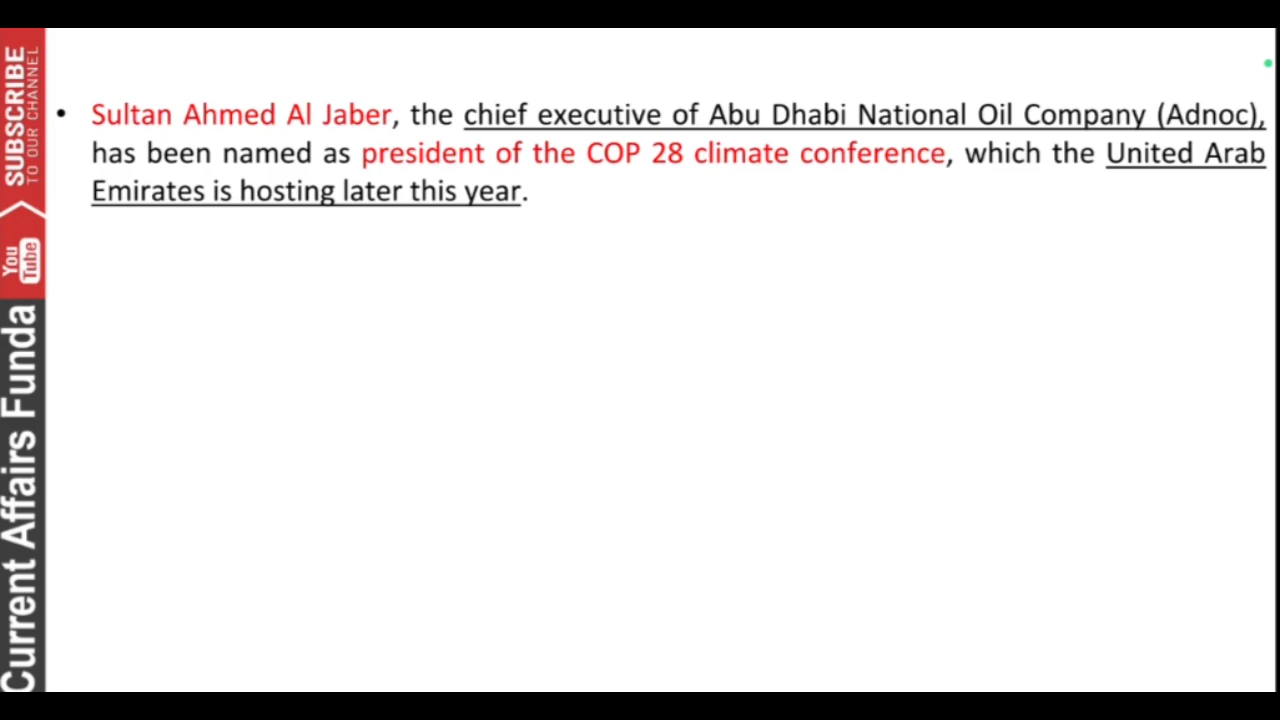 • Sultan Ahmed Al Jaber, the chief executive of Abu Dhabi National Oil Company (Adnoc),
has been named as president of the COP 28 climate conference, which the United Arab
Emirates is hosting later this year.
SUBSCRIBE
TO OUR CHANNEL
You
Tube
Current Affairs Funda